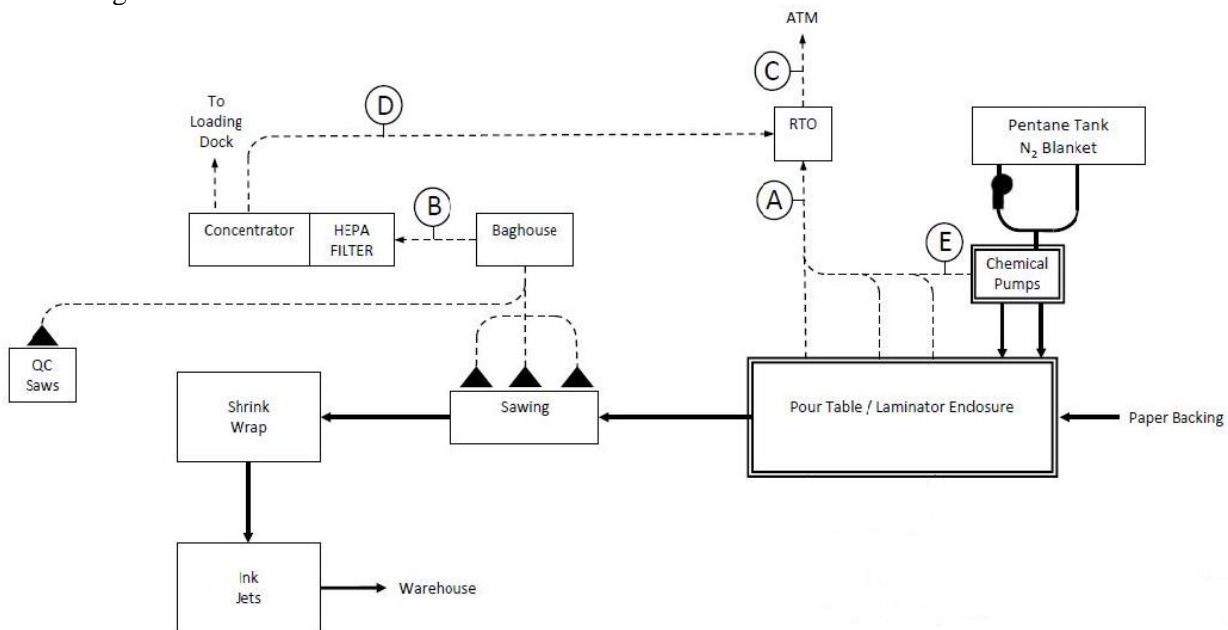 ATM
C
To
Loading
Dock
D
RTO
Pentane Tank
N₂ Blanket
A
Concentrator
HEPA
FILTER
B
Baghouse
E
Chemical
Pumps
QC
Saws
Shrink
Wrap
Sawing
Pour Table / Laminator Endosure
Paper Backing
Ink
Jets
Warehouse